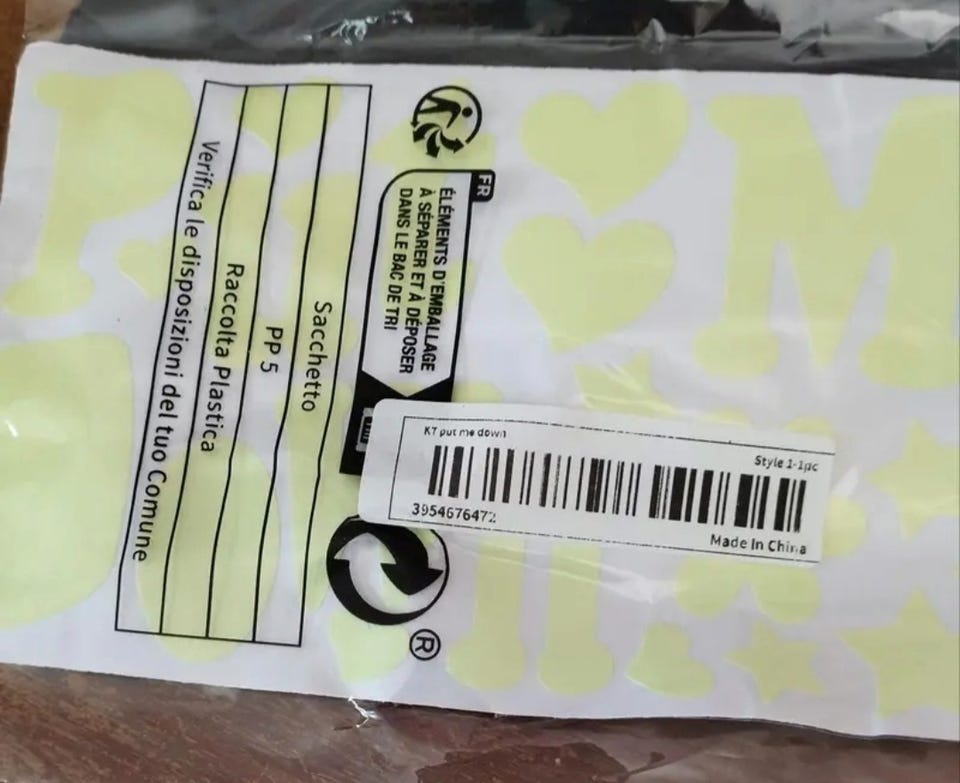 Sacchetto
PP 5
Raccolta Plastica
Verifica le disposizioni del tuo Comune
FR
ÉLÉMENTS D'EMBALLAGE
À SÉPARER ET À DÉPOSER
DANS LE BAC DE TRI
K7 put me down
Style 1-1pc
3954676472
Made In China
®